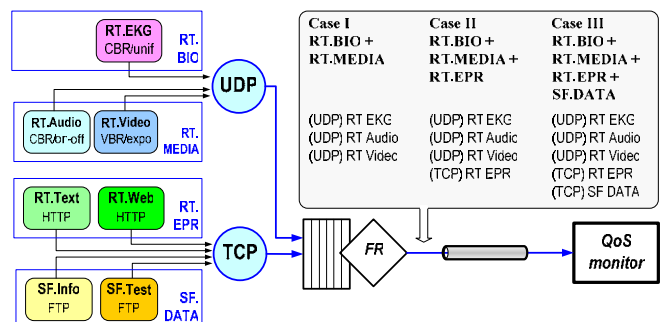 RT.EKG
CBR/unif
RT.
BIO
RT.Audio
CBR/on-off
RT.Video
VBR/expo
RT.
MEDIA
UDP
RT.Text
HTTP
RT.Web
HTTP
RT.
EPR
TCP
SF.Info
FTP
SF.Test
FTP
SF.
DATA
Case I
RT.BIO +
RT.MEDIA
(UDP) RT EKG
(UDP) RT Audio
(UDP) RT Video
Case II
RT.BIO +
RT.MEDIA +
RT.EPR
(UDP) RT EKG
(UDP) RT Audio
(UDP) RT Video
(TCP) RT EPR
Case III
RT.BIO +
RT.MEDIA +
RT.EPR +
SF.DATA
(UDP) RT EKG
(UDP) RT Audio
(UDP) RT Video
(TCP) RT EPR
(TCP) SF DATA
FR
QoS
monitor